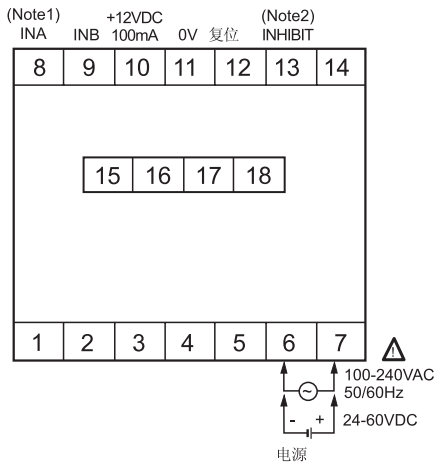 (Note1) +12VDC (Note2)
INA INB 100mA 0V 复位 INHIBIT
8 9 10 11 12 13 14
15 16 17 18
1 2 3 4 5 6 7
100-240VAC
50/60Hz
- + 24-60VDC
电源